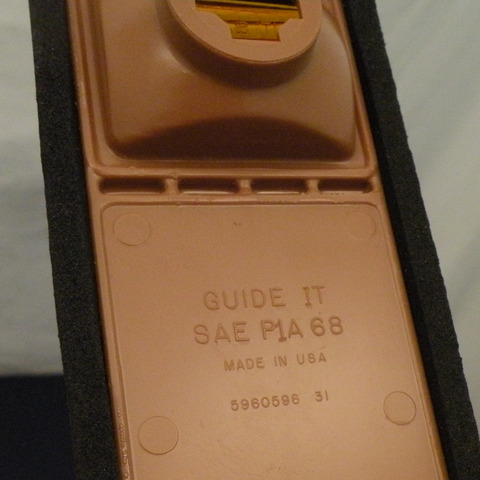 GUIDE IT
SAE P1A 68
MADE IN USA
5960596 31